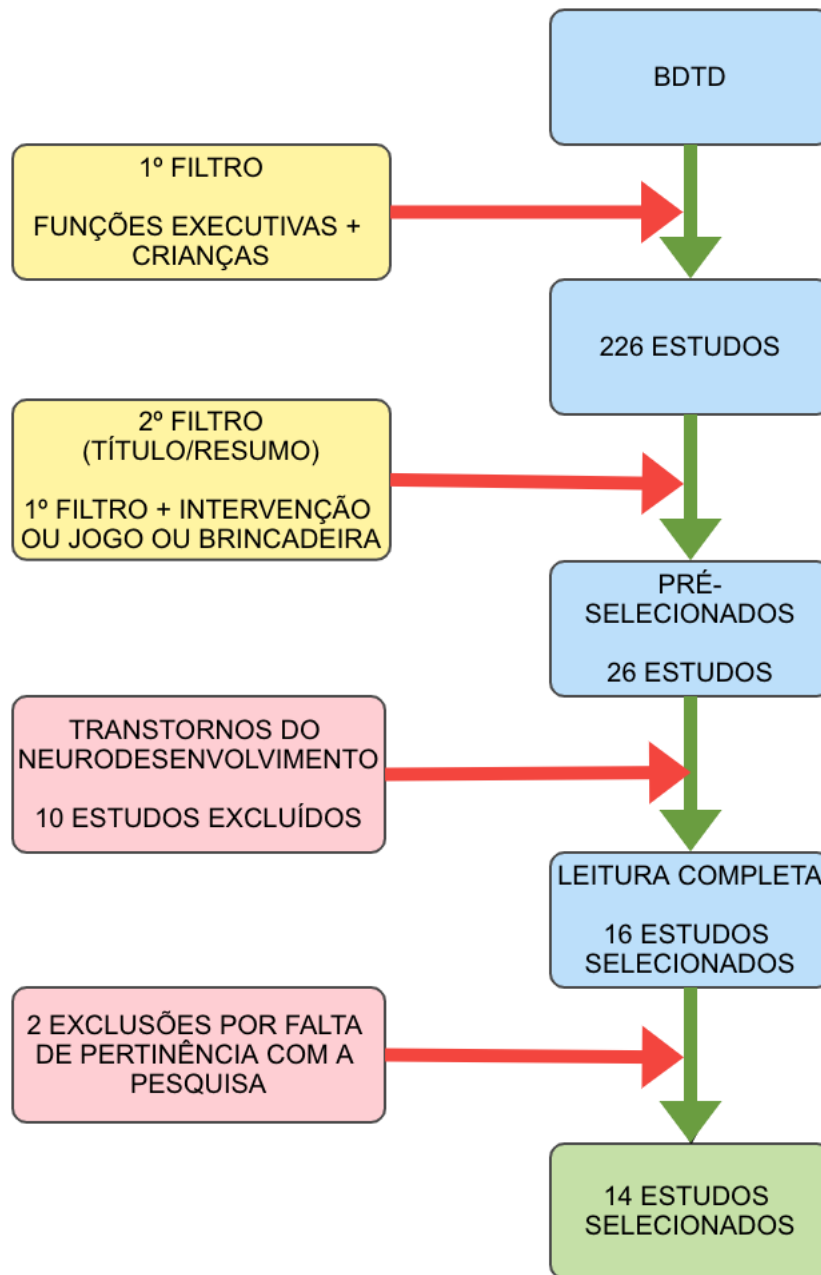 BDTD
1º FILTRO
FUNÇÕES EXECUTIVAS +
CRIANÇAS
226 ESTUDOS
2º FILTRO
(TÍTULO/RESUMO)
1º FILTRO + INTERVENÇÃO
OU JOGO OU BRINCADEIRA
PRÉ-
SELECIONADOS
26 ESTUDOS
TRANSTORNOS DO
NEURODESENVOLVIMENTO
10 ESTUDOS EXCLUÍDOS
LEITURA COMPLETA
16 ESTUDOS
SELECIONADOS
2 EXCLUSÕES POR FALTA
DE PERTINÊNCIA COM A
PESQUISA
14 ESTUDOS
SELECIONADOS